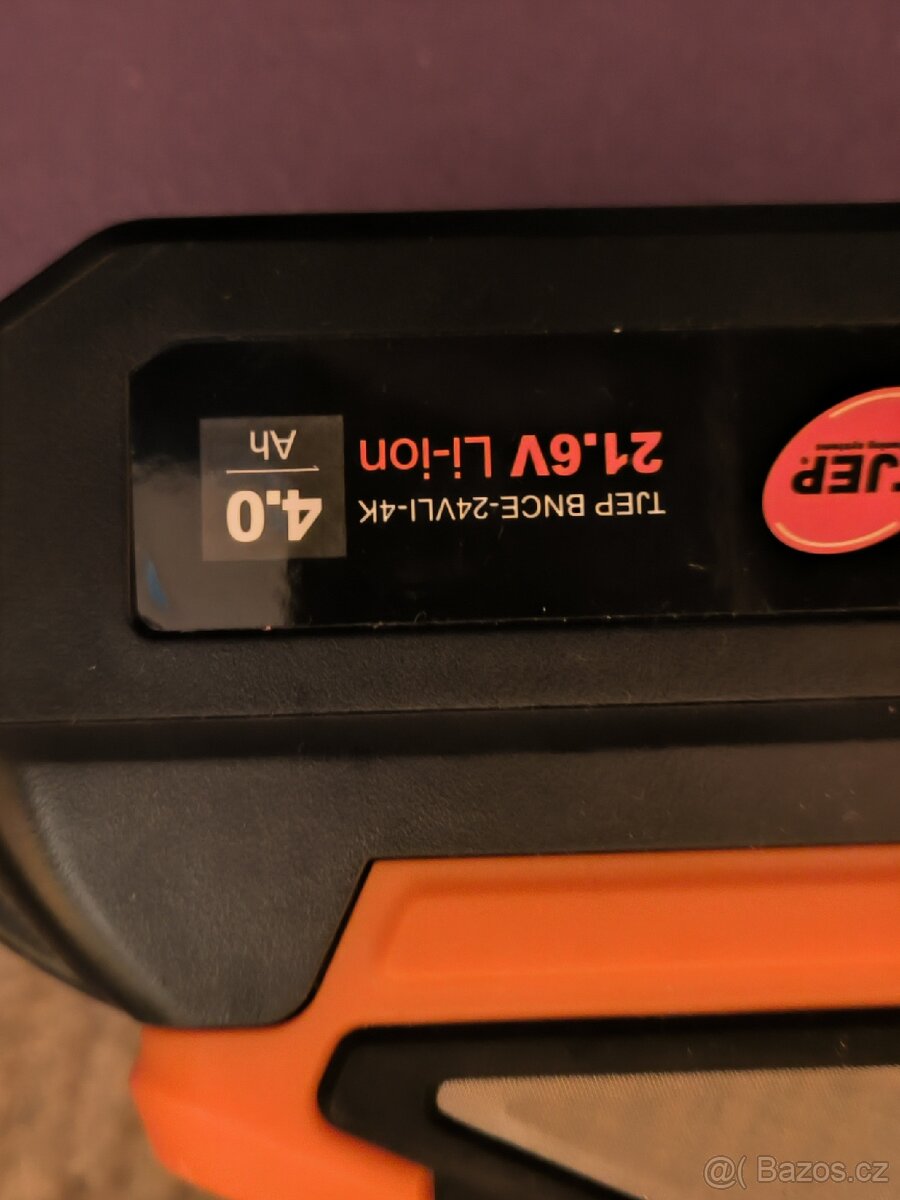 TJEP BNCE-24VLI-4K
21.6V Li-ion
4.0
Ah
TJEP
@( Bazos.cz